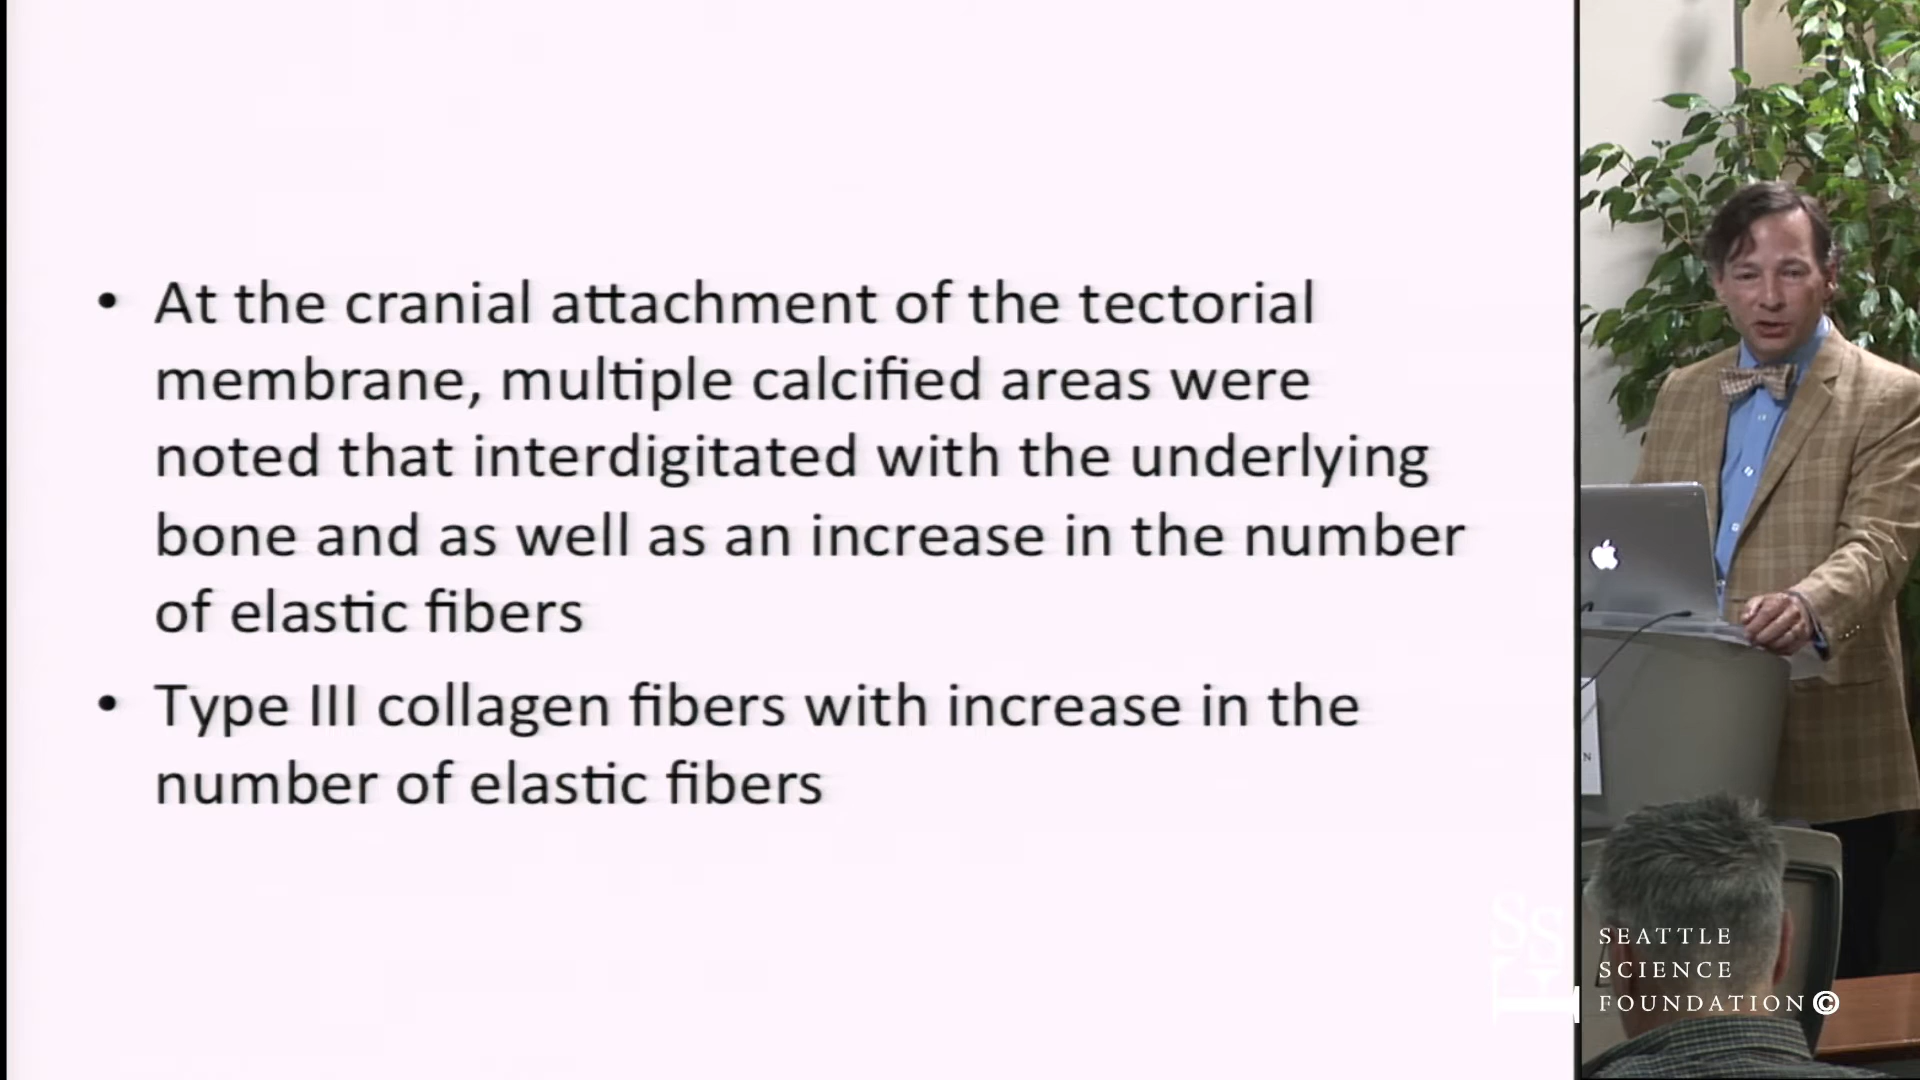 • At the cranial attachment of the tectorial
membrane, multiple calcified areas were
noted that interdigitated with the underlying
bone and as well as an increase in the number
of elastic fibers
• Type III collagen fibers with increase in the
number of elastic fibers
N
SSF
SEATTLE
SCIENCE
FOUNDATION©